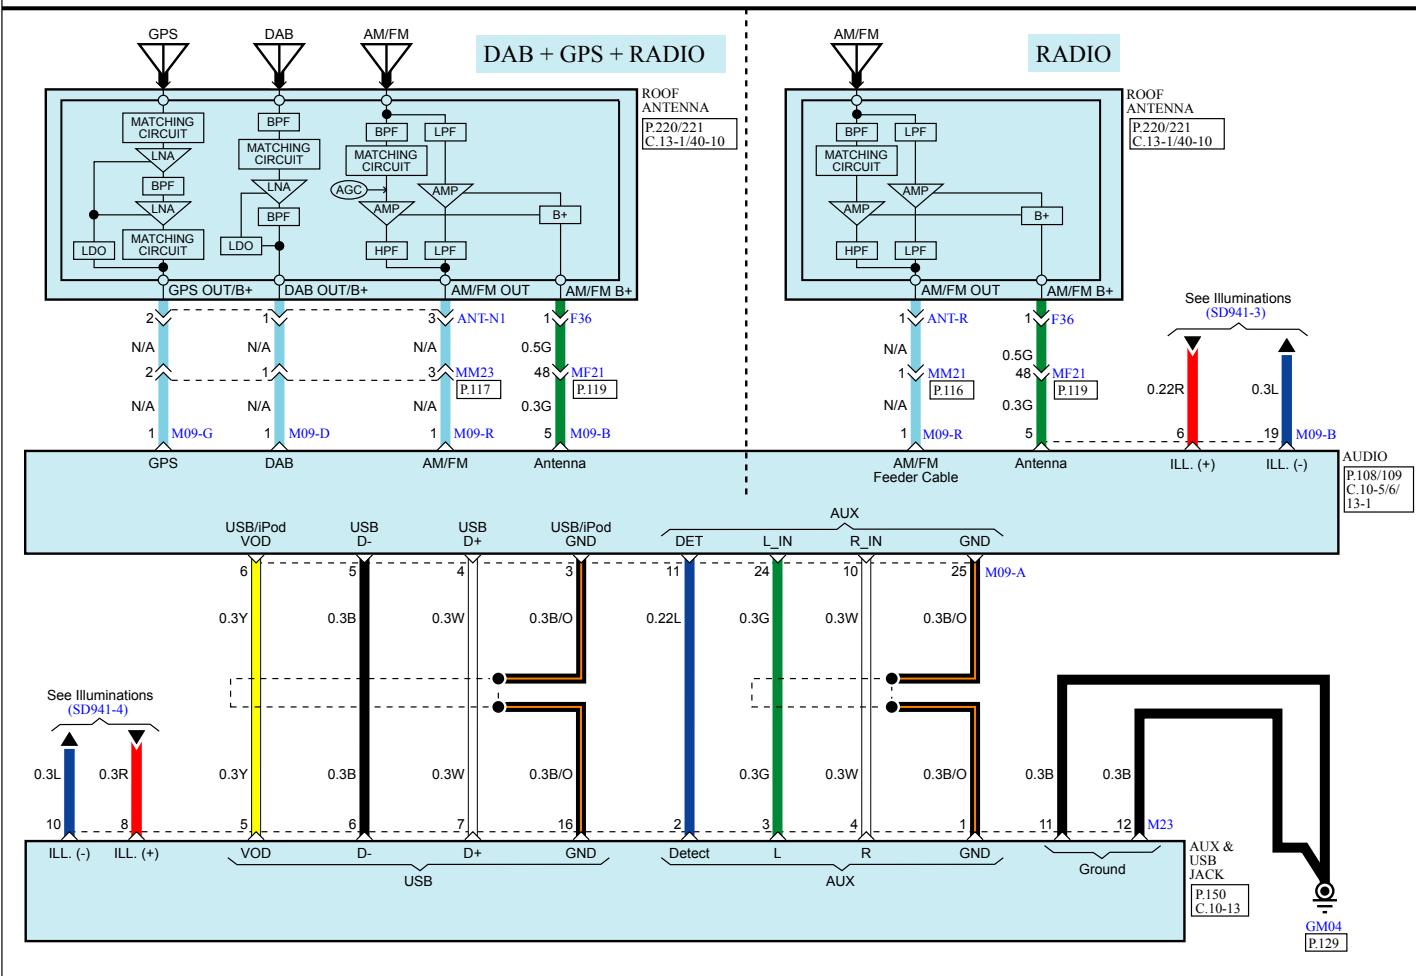 GPS DAB AM/FM AM/FM
DAB + GPS + RADIO RADIO
ROOF
ANTENNA
P.220/221
C.13-1/40-10
ROOF
ANTENNA
P.220/221
C.13-1/40-10
MATCHING
CIRCUIT
LNA
BPF
LNA
MATCHING
CIRCUIT
LDO
BPF
MATCHING
CIRCUIT
LNA
BPF
LDO
BPF LPF
MATCHING
CIRCUIT
AGC
AMP
AMP
B+
HPF LPF
BPF LPF
MATCHING
CIRCUIT
AMP
AMP
B+
HPF LPF
GPS OUT/B+ DAB OUT/B+ AM/FM OUT AM/FM B+ AM/FM OUT AM/FM B+
See Illuminations
(SD941-3)
2 1 3 ANT-N1 1 F36 1 ANT-R 1 F36
N/A N/A N/A 0.5G N/A 0.5G
2 1 3 MM23 48 MF21 1 MM21 48 MF21
P.117 P.119 P.116 P.119
0.22R 0.3L
N/A N/A N/A 0.3G N/A 0.3G
1 M09-G 1 M09-D 1 M09-R 5 M09-B 1 M09-R 5 6 19 M09-B
GPS DAB AM/FM Antenna AM/FM
Feeder Cable Antenna ILL. (+) ILL. (-)
AUDIO
P.108/109
C.10-5/6/
13-1
USB/iPod
VOD
USB
D-
USB
D+
USB/iPod
GND
AUX
DET L_IN R_IN GND
6 5 4 3 11 24 10 25 M09-A
0.3Y 0.3B 0.3W 0.3B/O 0.22L 0.3G 0.3W 0.3B/O
See Illuminations
(SD941-4)
0.3L 0.3R 0.3Y 0.3B 0.3W 0.3B/O 0.3G 0.3W 0.3B/O 0.3B 0.3B
10 8 5 6 7 16 2 3 4 1 11 12 M23
ILL. (-) ILL. (+) VOD D- D+ GND Detect L R GND
USB AUX Ground
AUX &
USB
JACK
P.150
C.10-13
GM04
P.129